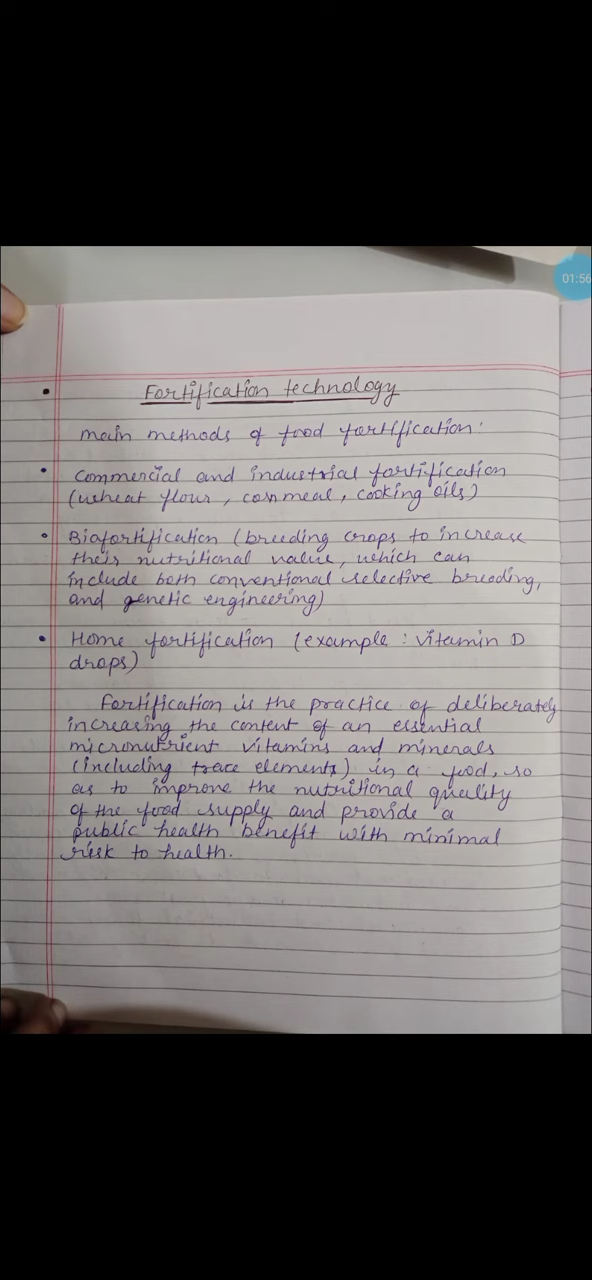 01:56
Fortification technology
main methods of food fortification:
Commercial and industrial fortification
(wheat flour, cornmeal, cooking oils)
Biofortification (breeding crops to increase
their nutritional value, which can
include both conventional selective breeding,
and genetic engineering)
Home fortification (example: vitamin D
drops)
Fortification is the practice of deliberately
increasing the content of an essential
micronutrient vitamins and minerals
(including trace elements) in a food, so
as to improve the nutritional quality
of the food supply and provide a
public health benefit with minimal
risk to health.